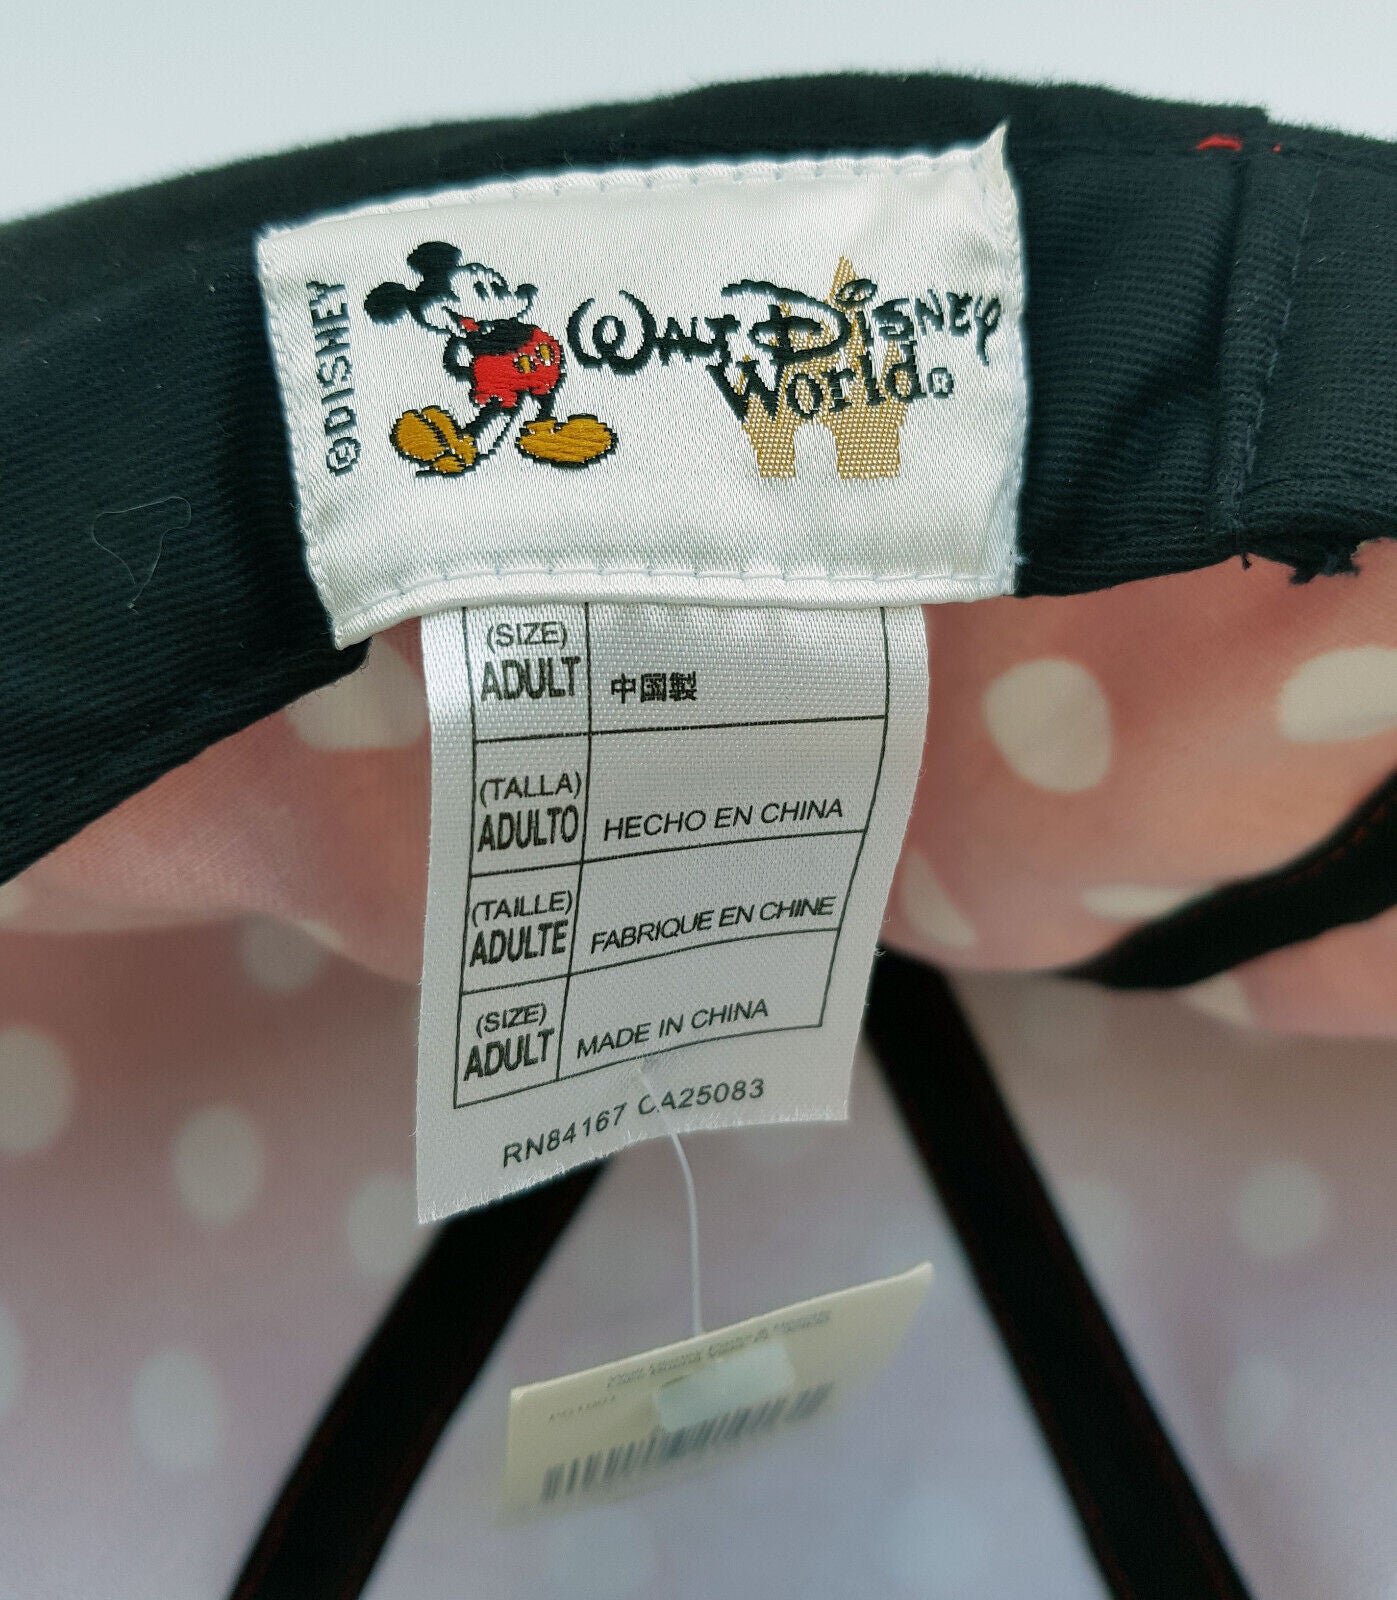 ©DISNEY
WALT DISNEY
World®
(SIZE)
ADULT
中国製
(TALLA)
ADULTO
HECHO EN CHINA
(TAILLE)
ADULTE
FABRIQUE EN CHINE
(SIZE)
ADULT
MADE IN CHINA
RN84167 CA25083